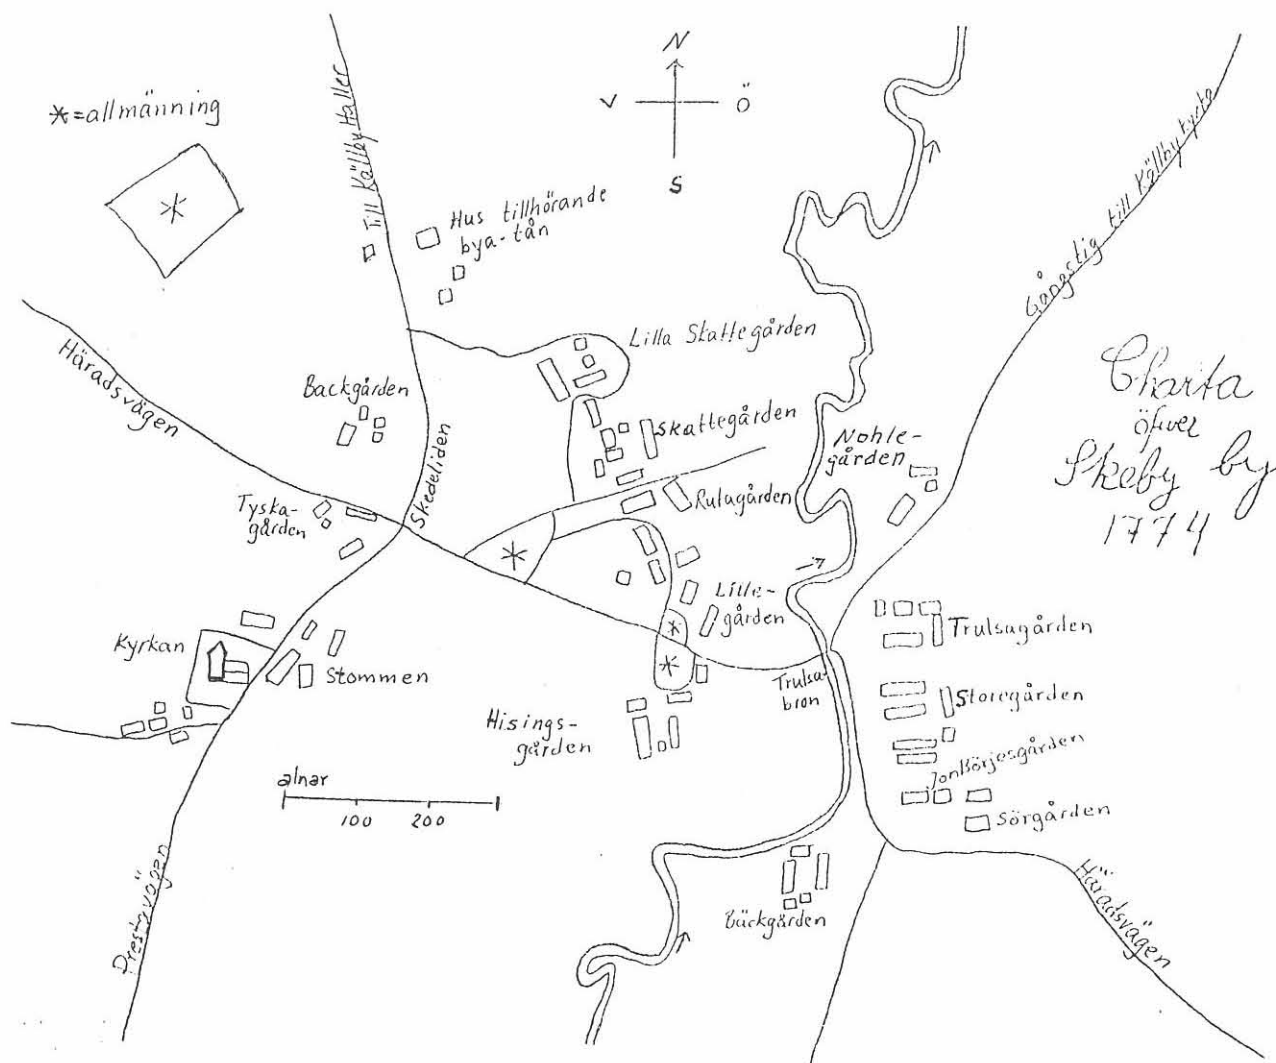 N
V Ö
S
*=allmänning
*
Till Källby Haller
Hus tillhörande
bya-tån
Gångstig till Källby kyrka
Häradsvägen
Lilla Skattegården
Charta
öfwer
Skeby by
1774
Backgården
Skattegården
Nohle-
gården
Skedeliden
Tyska-
gården
Rulagården
*
Lille-
gården
*
*
Trulsagården
Kyrkan
Stommen
Trulsa-
bron
Storegården
Hisings-
gården
JonBörjesgården
alnar
100 200
Sörgården
Prestvägen
Bäckgården
Häradsvägen